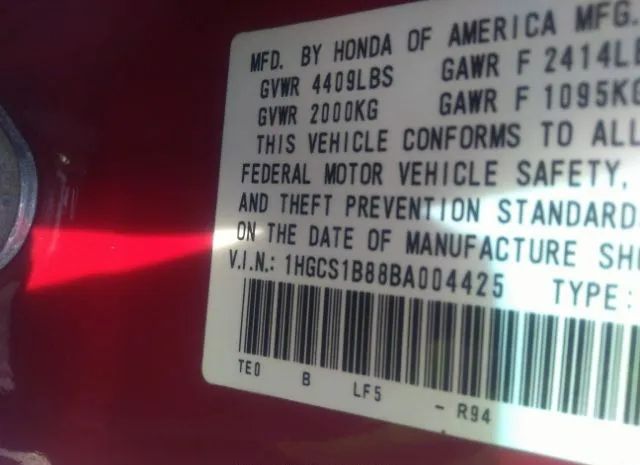 MFD. BY HONDA OF AMERICA MFG.
GVWR 4409LBS GAWR F 2414LB
GVWR 2000KG GAWR F 1095KG
THIS VEHICLE CONFORMS TO ALL
FEDERAL MOTOR VEHICLE SAFETY,
AND THEFT PREVENTION STANDARD
ON THE DATE OF MANUFACTURE SH
V.I.N.: 1HGCS1B88BA004425 TYPE:
TE0 B LF5 - R94